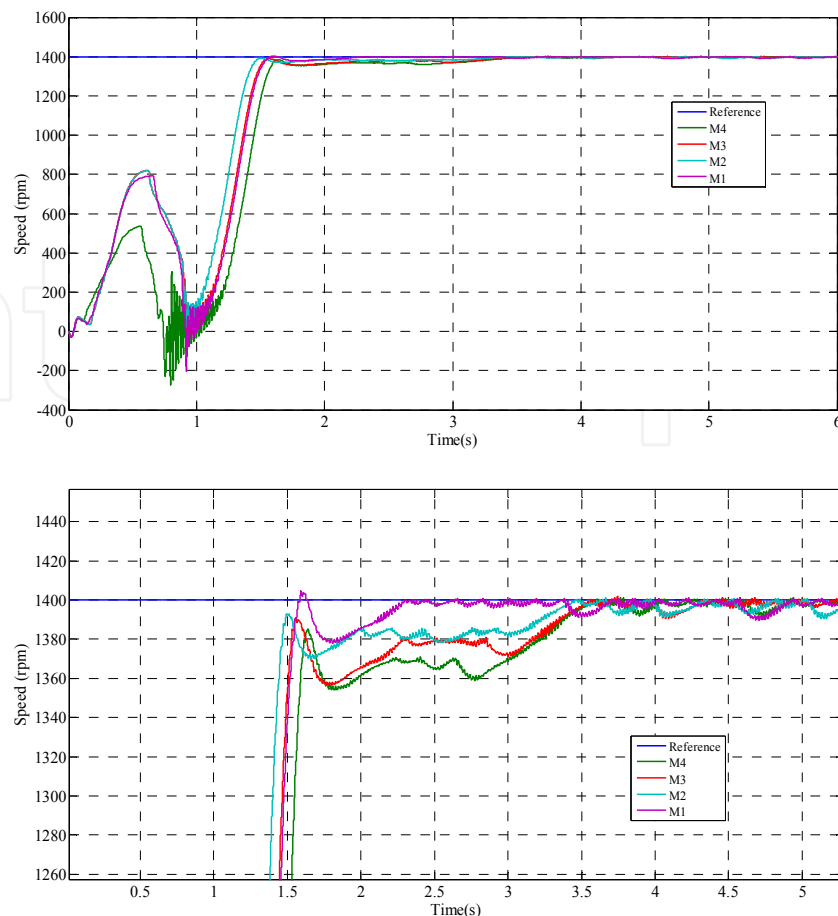 1600
1400
1200
1000
800
600
400
200
0
-200
-400
Speed (rpm)
0
1
2
3
4
5
6
Time(s)
Reference
M4
M3
M2
M1
1440
1420
1400
1380
1360
1340
1320
1300
1280
1260
Speed (rpm)
0.5
1
1.5
2
2.5
3
3.5
4
4.5
5
Time(s)
Reference
M4
M3
M2
M1